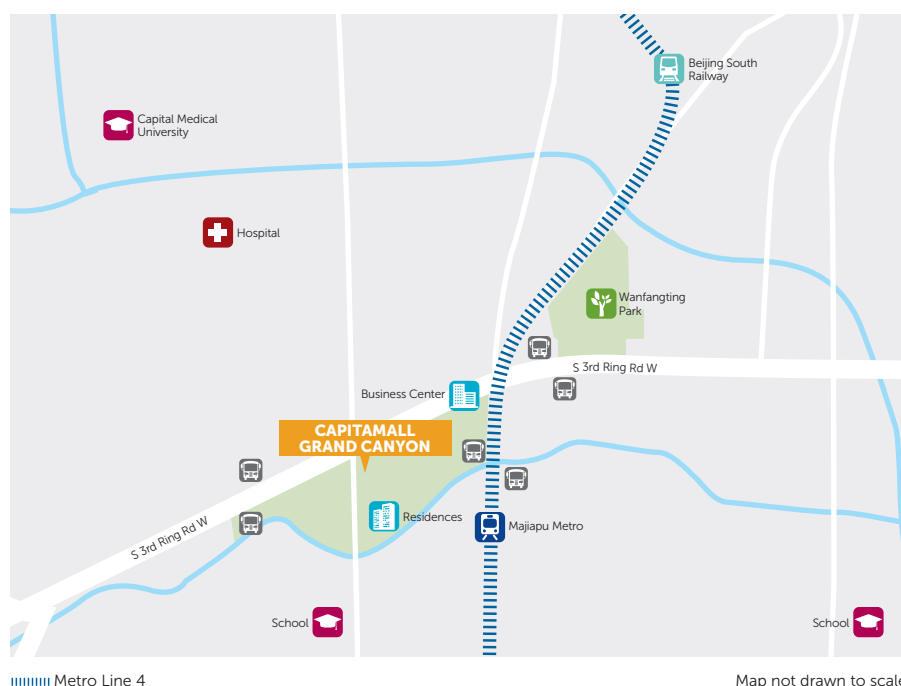 Beijing South
Railway
Capital Medical
University
Hospital
Wanfangting
Park
S 3rd Ring Rd W
Business Center
CAPITAMALL
GRAND CANYON
Residences
Majiapu Metro
S 3rd Ring Rd W
School
School
Metro Line 4
Map not drawn to scale